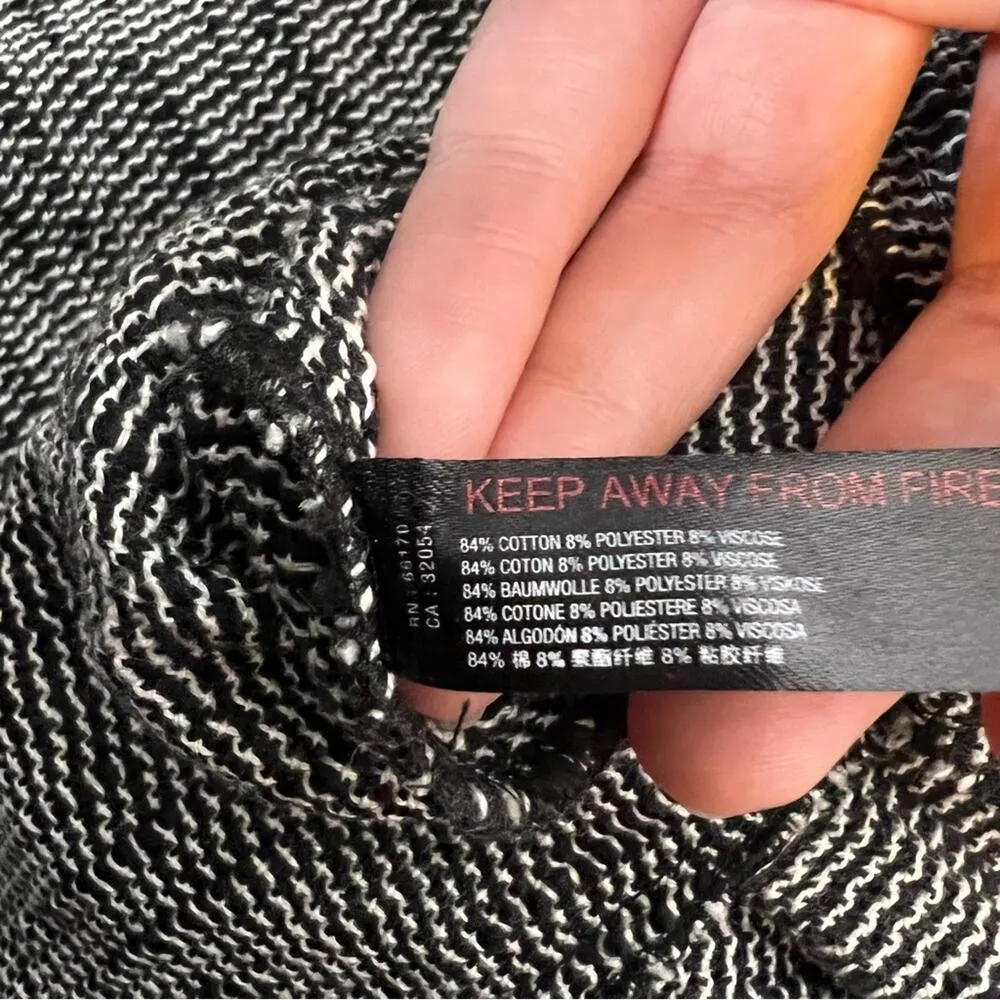 KEEP AWAY FROM FIRE
84% COTTON 8% POLYESTER 8% VISCOSE
84% COTON 8% POLYESTER 8% VISCOSE
84% BAUMWOLLE 8% POLYESTER 8% VISKOSE
84% COTONE 8% POLIESTERE 8% VISCOSA
84% ALGODÓN 8% POLIÉSTER 8% VISCOSA
84% 棉 8% 聚酯纤维 8% 粘胶纤维
RN : 66170
CA : 32054